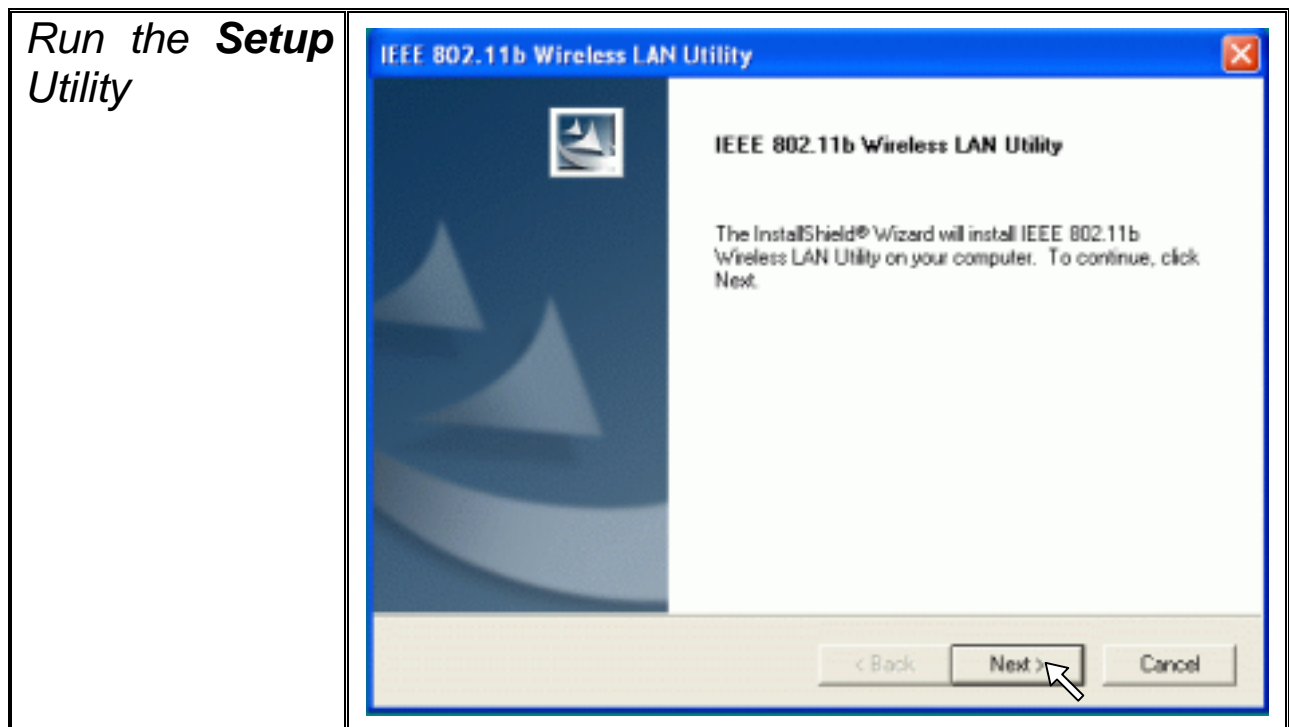 Run the Setup
Utility
IEEE 802.11b Wireless LAN Utility
IEEE 802.11b Wireless LAN Utility
The InstallShield® Wizard will install IEEE 802.11b
Wireless LAN Utility on your computer. To continue, click
Next.
< Back Next > Cancel